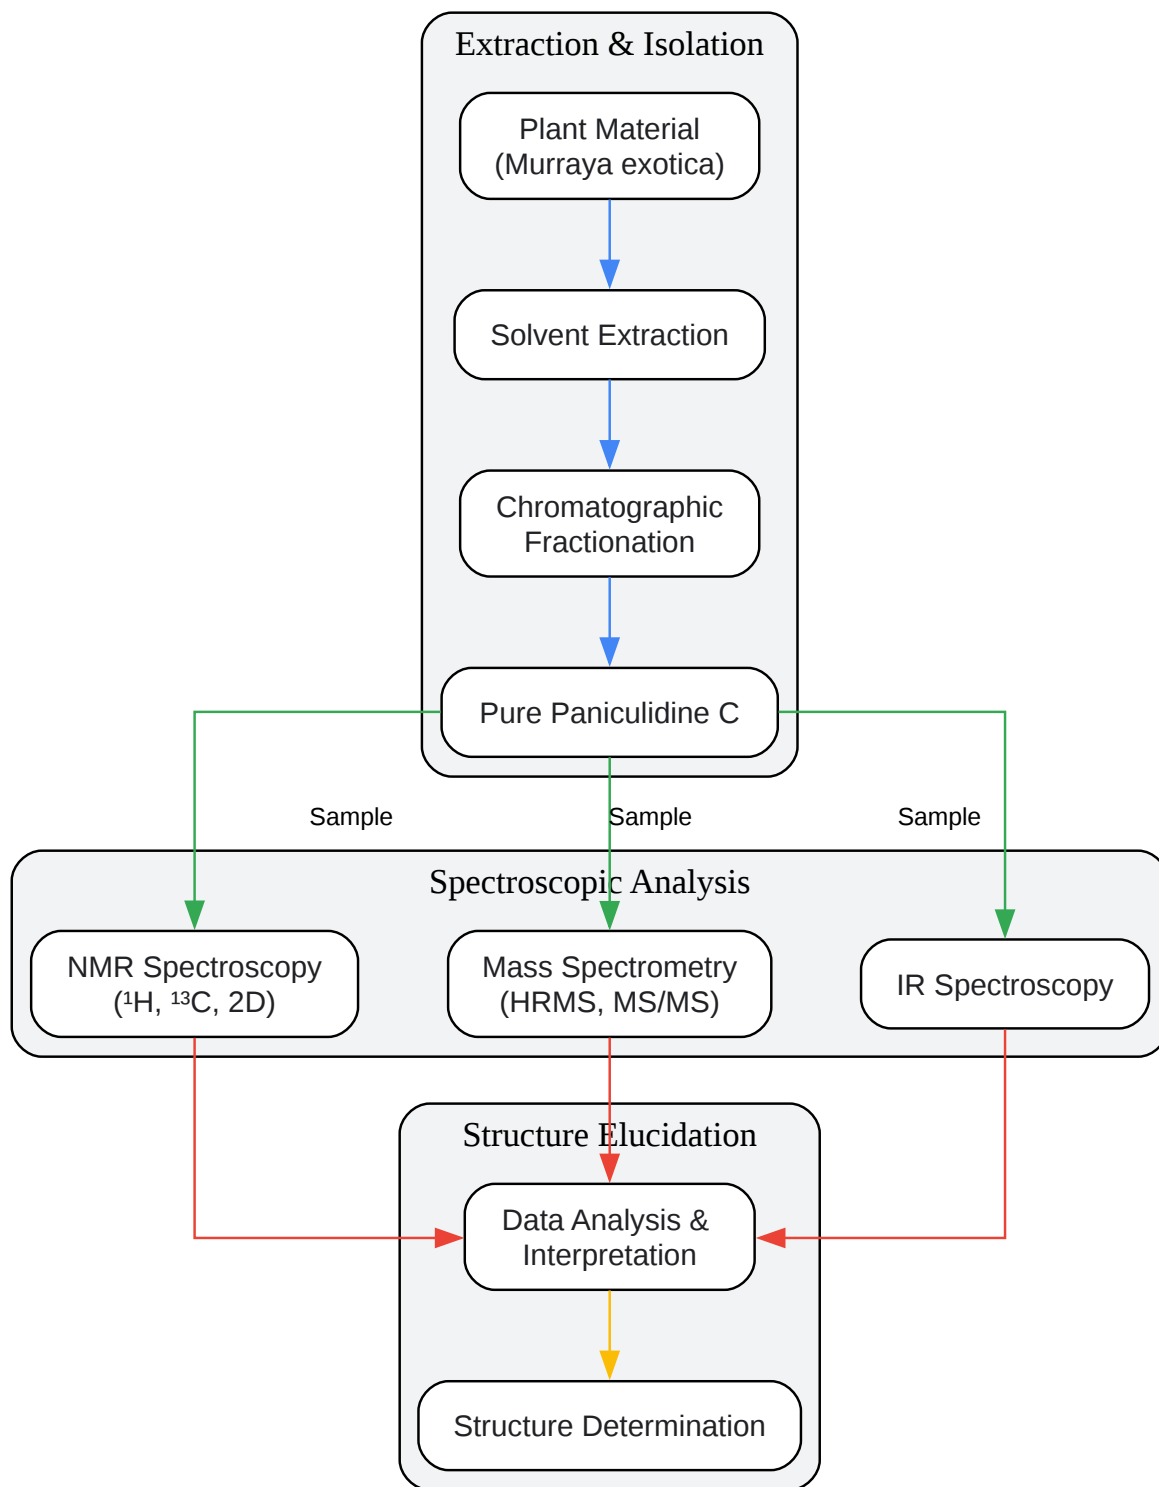 Extraction & Isolation
Plant Material
(Murraya exotica)
Solvent Extraction
Chromatographic
Fractionation
Pure Paniculidine C
Sample
Sample
Sample
Spectroscopic Analysis
NMR Spectroscopy
(¹H, ¹³C, 2D)
Mass Spectrometry
(HRMS, MS/MS)
IR Spectroscopy
Structure Elucidation
Data Analysis &
Interpretation
Structure Determination